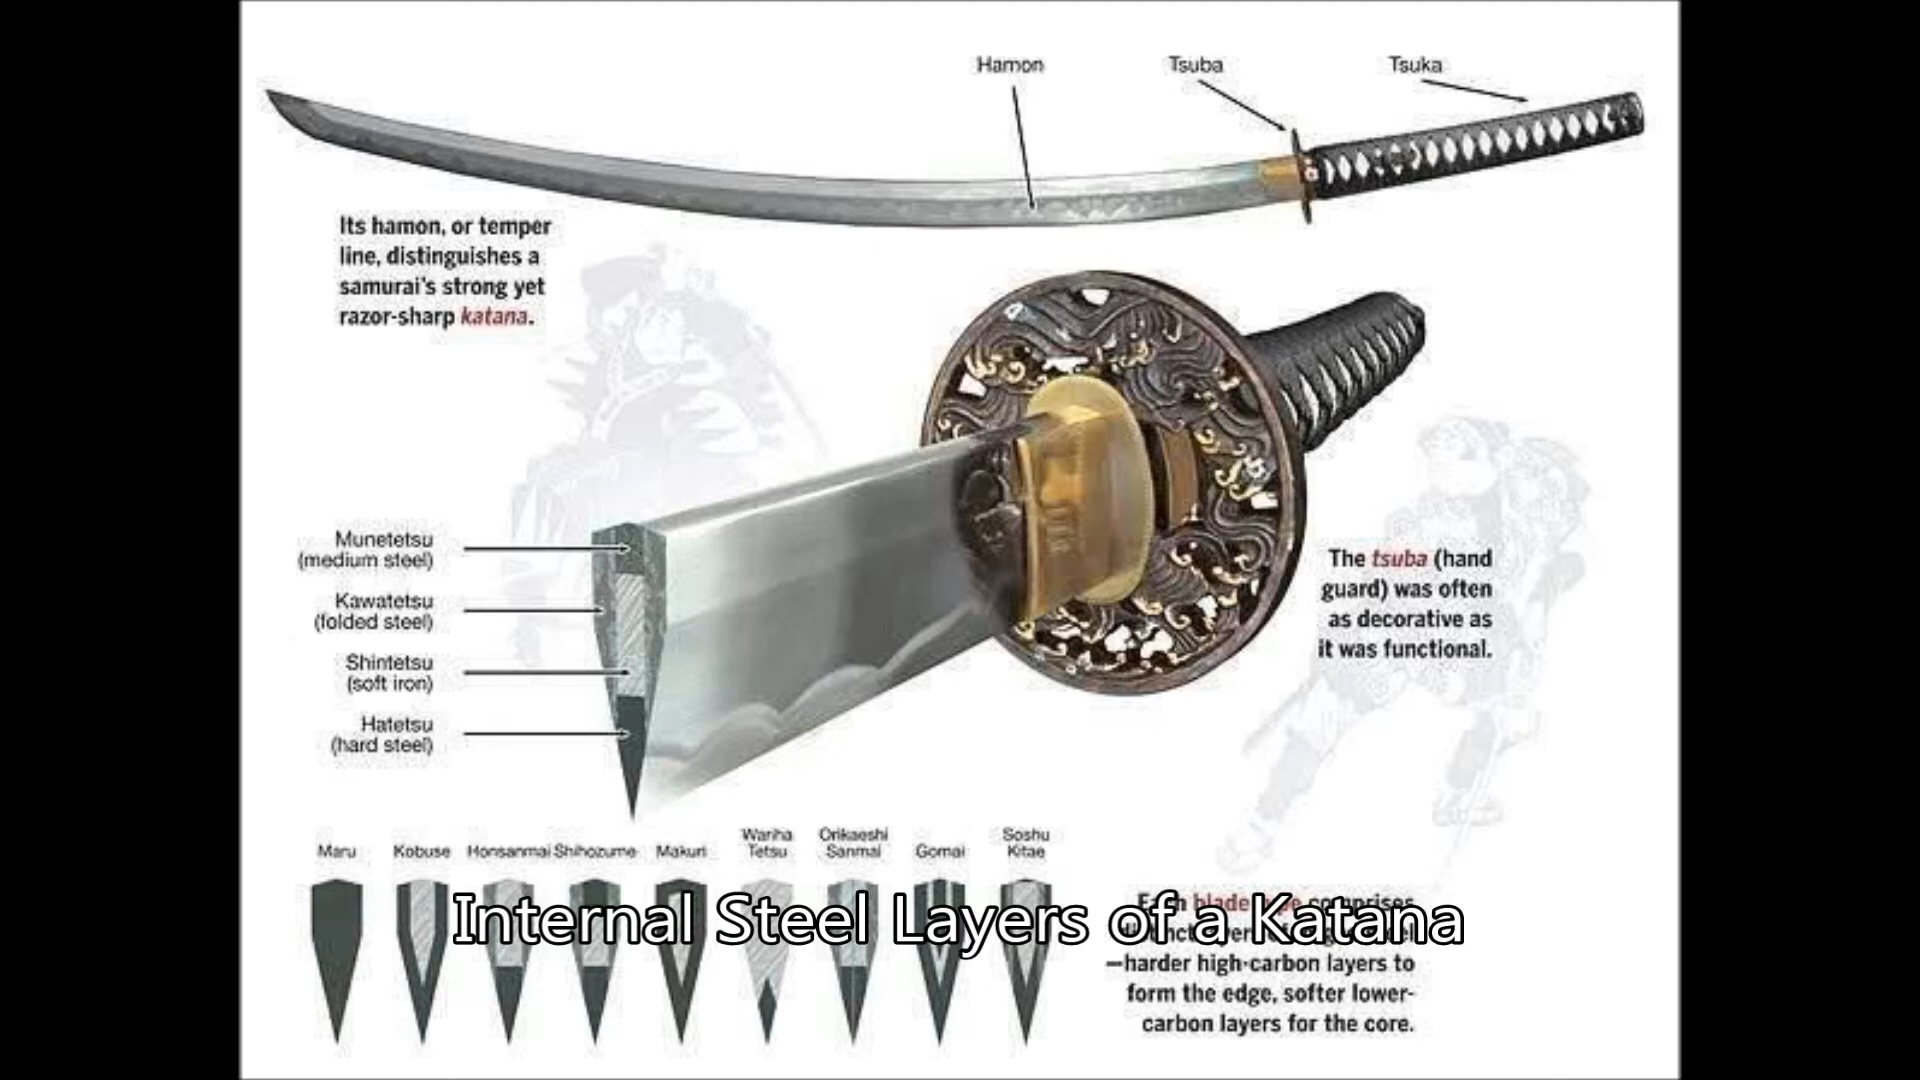 Hamon
Tsuba
Tsuka
Its hamon, or temper
line, distinguishes a
samurai's strong yet
razor-sharp katana.
Munetetsu
(medium steel)
Kawatetsu
(folded steel)
Shintetsu
(soft iron)
Hatetsu
(hard steel)
The tsuba (hand
guard) was often
as decorative as
it was functional.
Maru
Kobuse
Honsanmai
Shihozume
Makuri
Wariha
Tetsu
Orikaeshi
Sanmai
Gomai
Soshu
Kitae
Internal Steel Layers of a Katana
blade comprises
—harder high-carbon layers to
form the edge, softer lower-
carbon layers for the core.